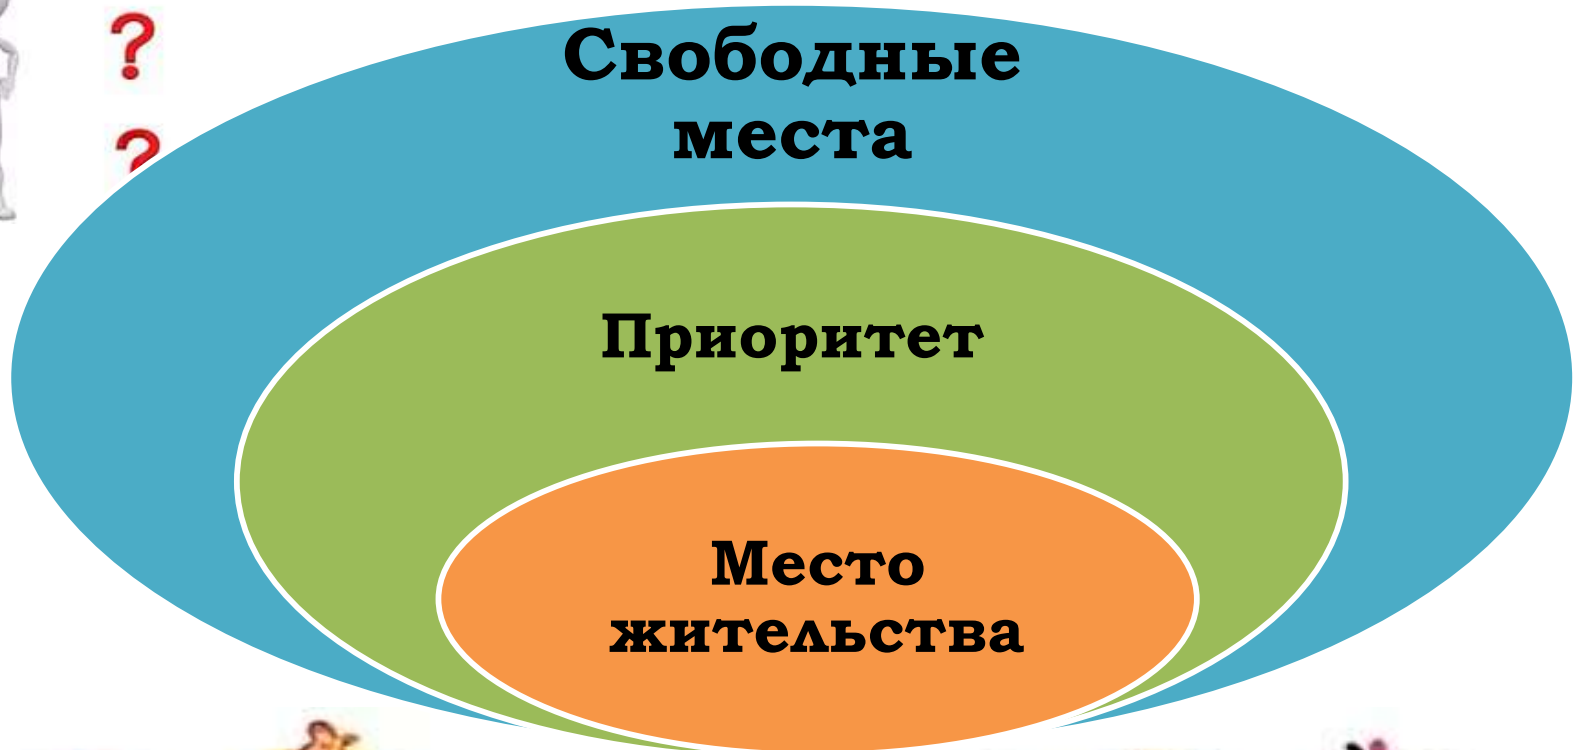 ?
?
Свободные
места
Приоритет
Место
жительства